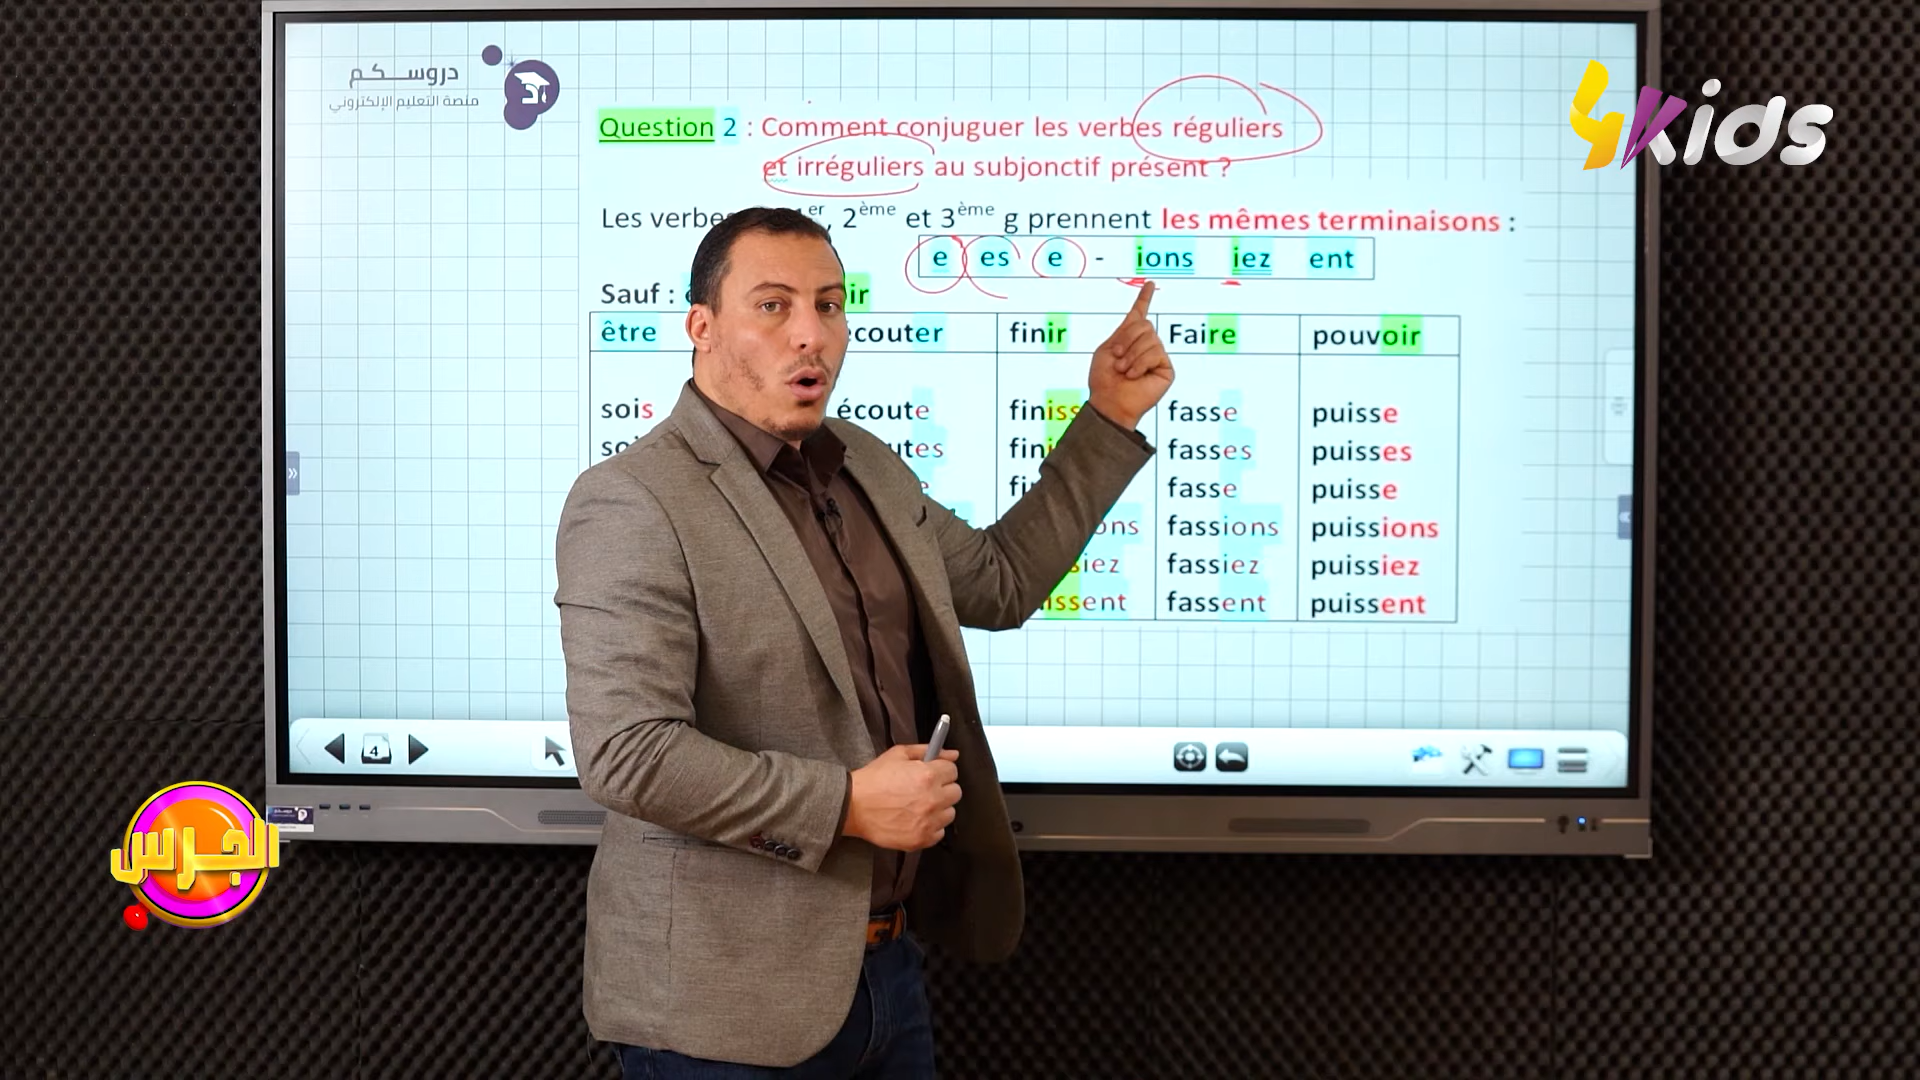 دروسكم
منصة التعليم الإلكتروني
4Kids
Question 2 : Comment conjuguer les verbes réguliers
et irréguliers au subjonctif présent ?
Les verbes 1er, 2ème et 3ème g prennent les mêmes terminaisons :
e es e - ions iez ent
Sauf :
être écouter finir Faire pouvoir
sois écoute fasse puisse
fasses puisses
fasse puisse
fassions puissions
fassiez puissiez
fassent puissent
4
الجرس